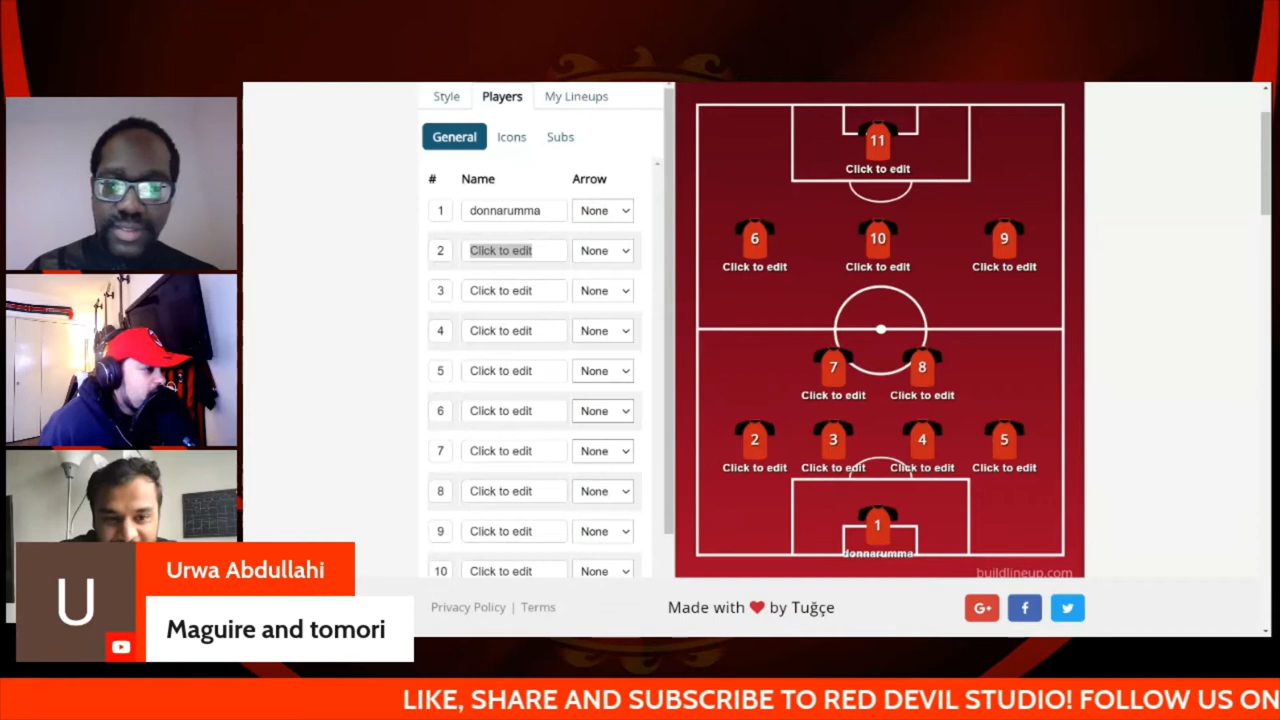 Style Players My Lineups
General Icons Subs
# Name Arrow
1 donnarumma None
2 Click to edit None
3 Click to edit None
4 Click to edit None
5 Click to edit None
6 Click to edit None
7 Click to edit None
8 Click to edit None
9 Click to edit None
10 Click to edit None
11
Click to edit
6 10 9
Click to edit Click to edit Click to edit
7 8
Click to edit Click to edit
2 3 4 5
Click to edit Click to edit Click to edit Click to edit
1
donnarumma
buildlineup.com
Privacy Policy | Terms
Made with ❤ by Tuğçe
G+ f
U
Urwa Abdullahi
Maguire and tomori
LIKE, SHARE AND SUBSCRIBE TO RED DEVIL STUDIO! FOLLOW US ON